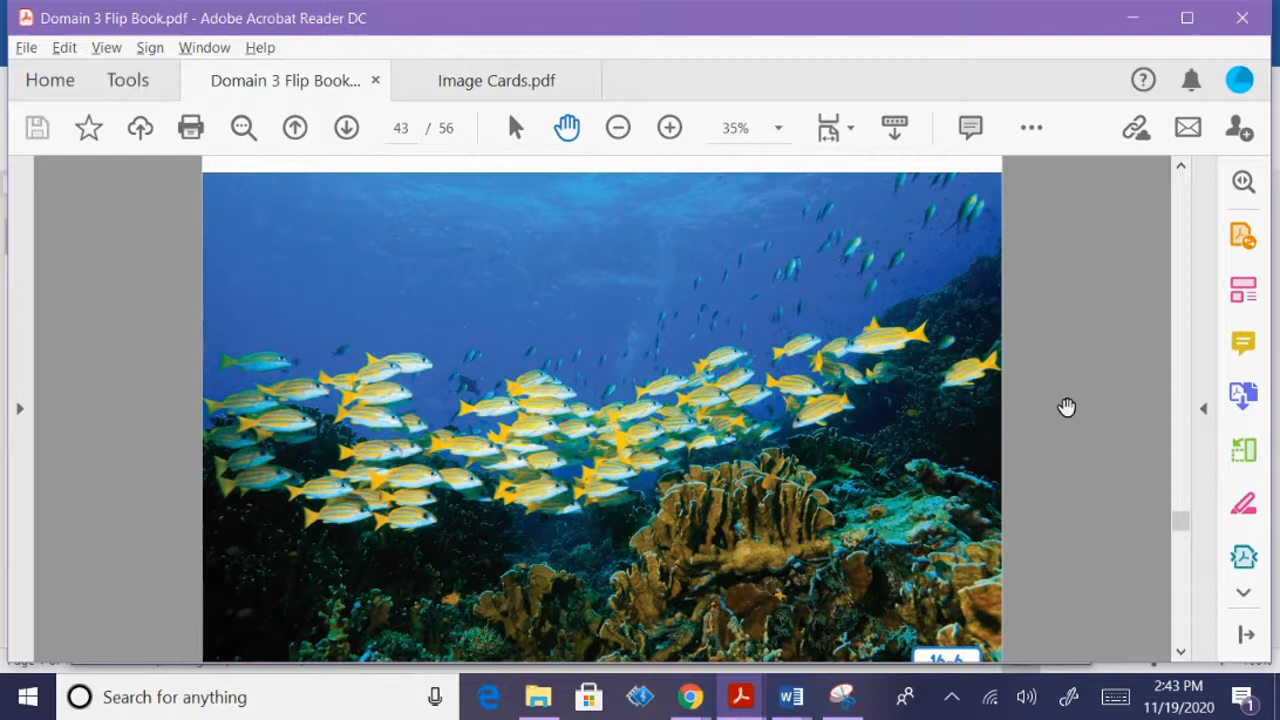 Domain 3 Flip Book.pdf - Adobe Acrobat Reader DC
File Edit View Sign Window Help
Home Tools Domain 3 Flip Book... × Image Cards.pdf
43 / 56 35%
Search for anything
2:43 PM
11/19/2020
1